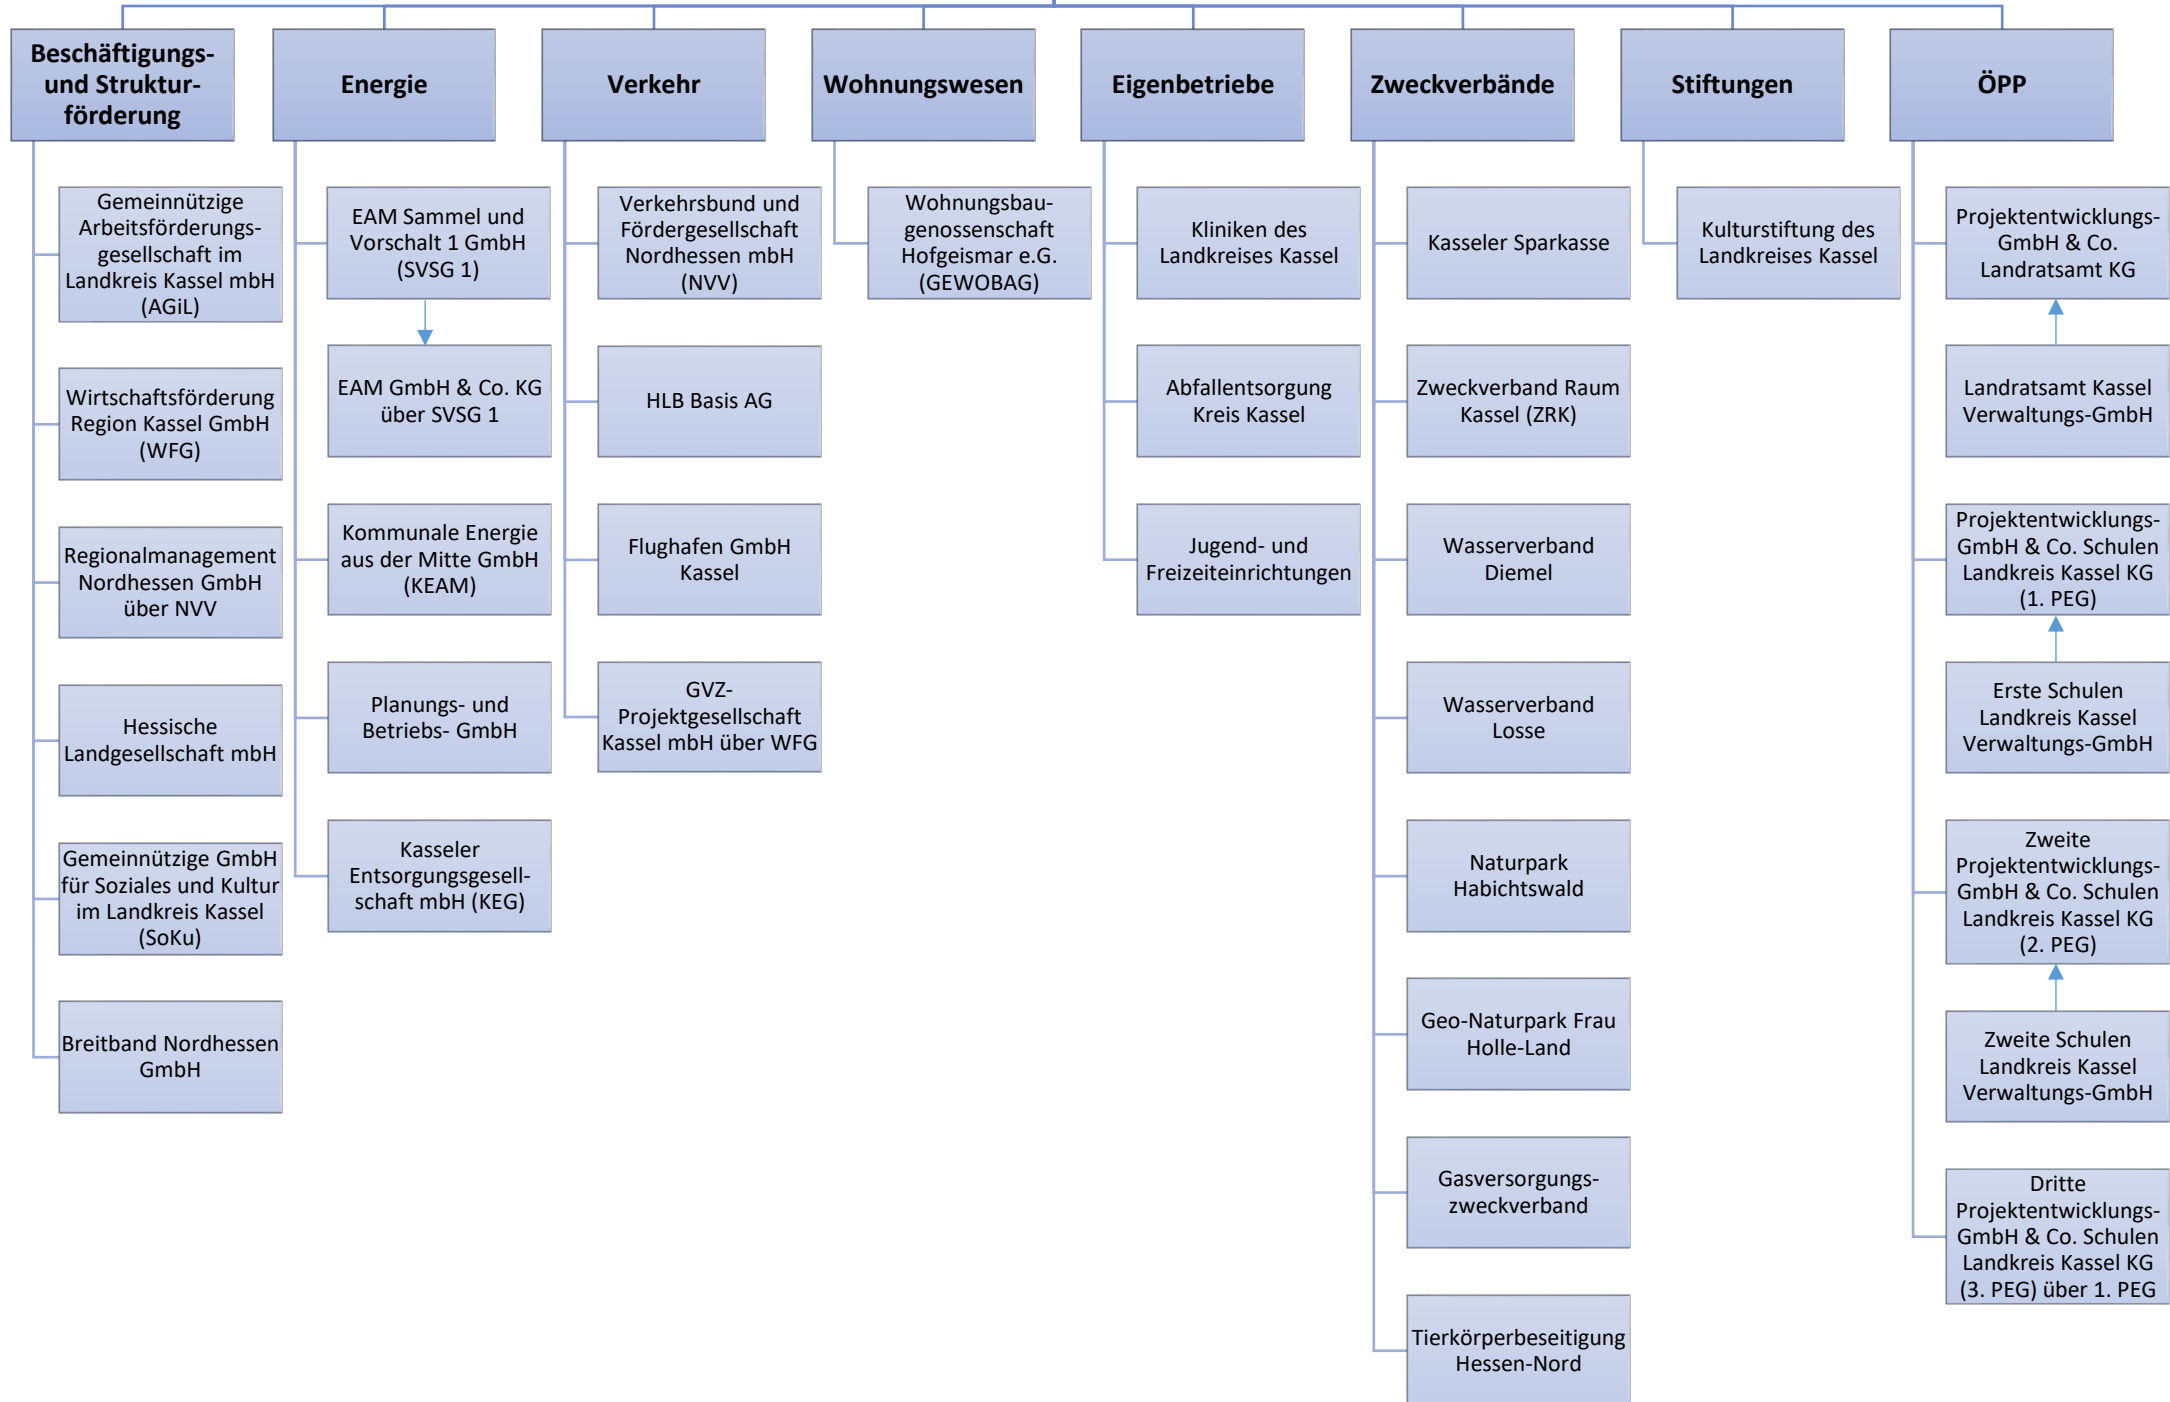 Beschäftigungs-
und Struktur-
förderung
Gemeinnützige
Arbeitsförderungs-
gesellschaft im
Landkreis Kassel mbH
(AGiL)
Wirtschaftsförderung
Region Kassel GmbH
(WFG)
Regionalmanagement
Nordhessen GmbH
über NVV
Hessische
Landgesellschaft mbH
Gemeinnützige GmbH
für Soziales und Kultur
im Landkreis Kassel
(SoKu)
Breitband Nordhessen
GmbH
Energie
EAM Sammel und
Vorschalt 1 GmbH
(SVSG 1)
EAM GmbH & Co. KG
über SVSG 1
Kommunale Energie
aus der Mitte GmbH
(KEAM)
Planungs- und
Betriebs- GmbH
Kasseler
Entsorgungsgesell-
schaft mbH (KEG)
Verkehr
Verkehrsbund und
Fördergesellschaft
Nordhessen mbH
(NVV)
HLB Basis AG
Flughafen GmbH
Kassel
GVZ-
Projektgesellschaft
Kassel mbH über WFG
Wohnungswesen
Wohnungsbau-
genossenschaft
Hofgeismar e.G.
(GEWOBAG)
Eigenbetriebe
Kliniken des
Landkreises Kassel
Abfallentsorgung
Kreis Kassel
Jugend- und
Freizeiteinrichtungen
Zweckverbände
Kasseler Sparkasse
Zweckverband Raum
Kassel (ZRK)
Wasserverband
Diemel
Wasserverband
Losse
Naturpark
Habichtswald
Geo-Naturpark Frau
Holle-Land
Gasversorgungs-
zweckverband
Tierkörperbeseitigung
Hessen-Nord
Stiftungen
Kulturstiftung des
Landkreises Kassel
ÖPP
Projektentwicklungs-
GmbH & Co.
Landratsamt KG
Landratsamt Kassel
Verwaltungs-GmbH
Projektentwicklungs-
GmbH & Co. Schulen
Landkreis Kassel KG
(1. PEG)
Erste Schulen
Landkreis Kassel
Verwaltungs-GmbH
Zweite
Projektentwicklungs-
GmbH & Co. Schulen
Landkreis Kassel KG
(2. PEG)
Zweite Schulen
Landkreis Kassel
Verwaltungs-GmbH
Dritte
Projektentwicklungs-
GmbH & Co. Schulen
Landkreis Kassel KG
(3. PEG) über 1. PEG